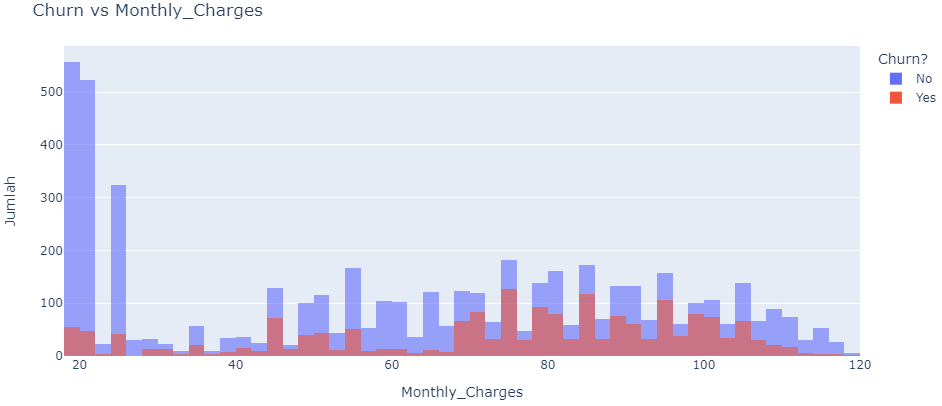 Churn vs Monthly_Charges
Churn?
No
Yes
Jumlah
500
400
300
200
100
0
20 40 60 80 100 120
Monthly_Charges